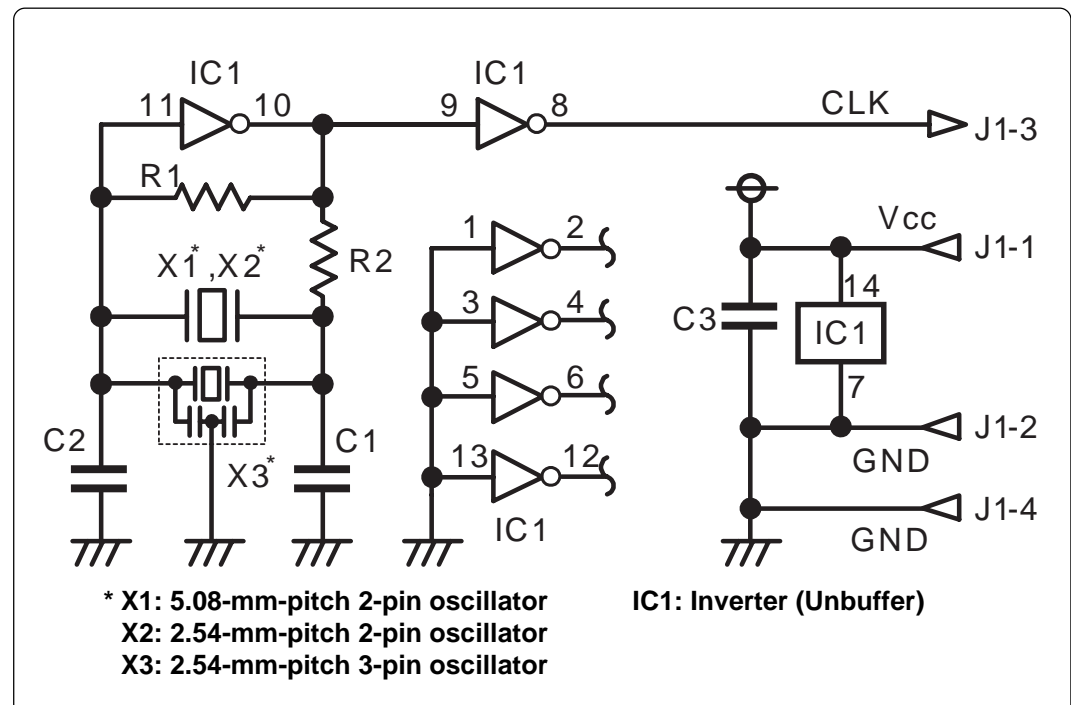 IC1 IC1
11 10 9 8 CLK J1-3
R1
X1*,X2* R2
1 2 Vcc J1-1
14
3 4 C3 IC1
5 6 7
C2 X3* C1 J1-2
GND
13 12
IC1 J1-4
GND
* X1: 5.08-mm-pitch 2-pin oscillator IC1: Inverter (Unbuffer)
X2: 2.54-mm-pitch 2-pin oscillator
X3: 2.54-mm-pitch 3-pin oscillator